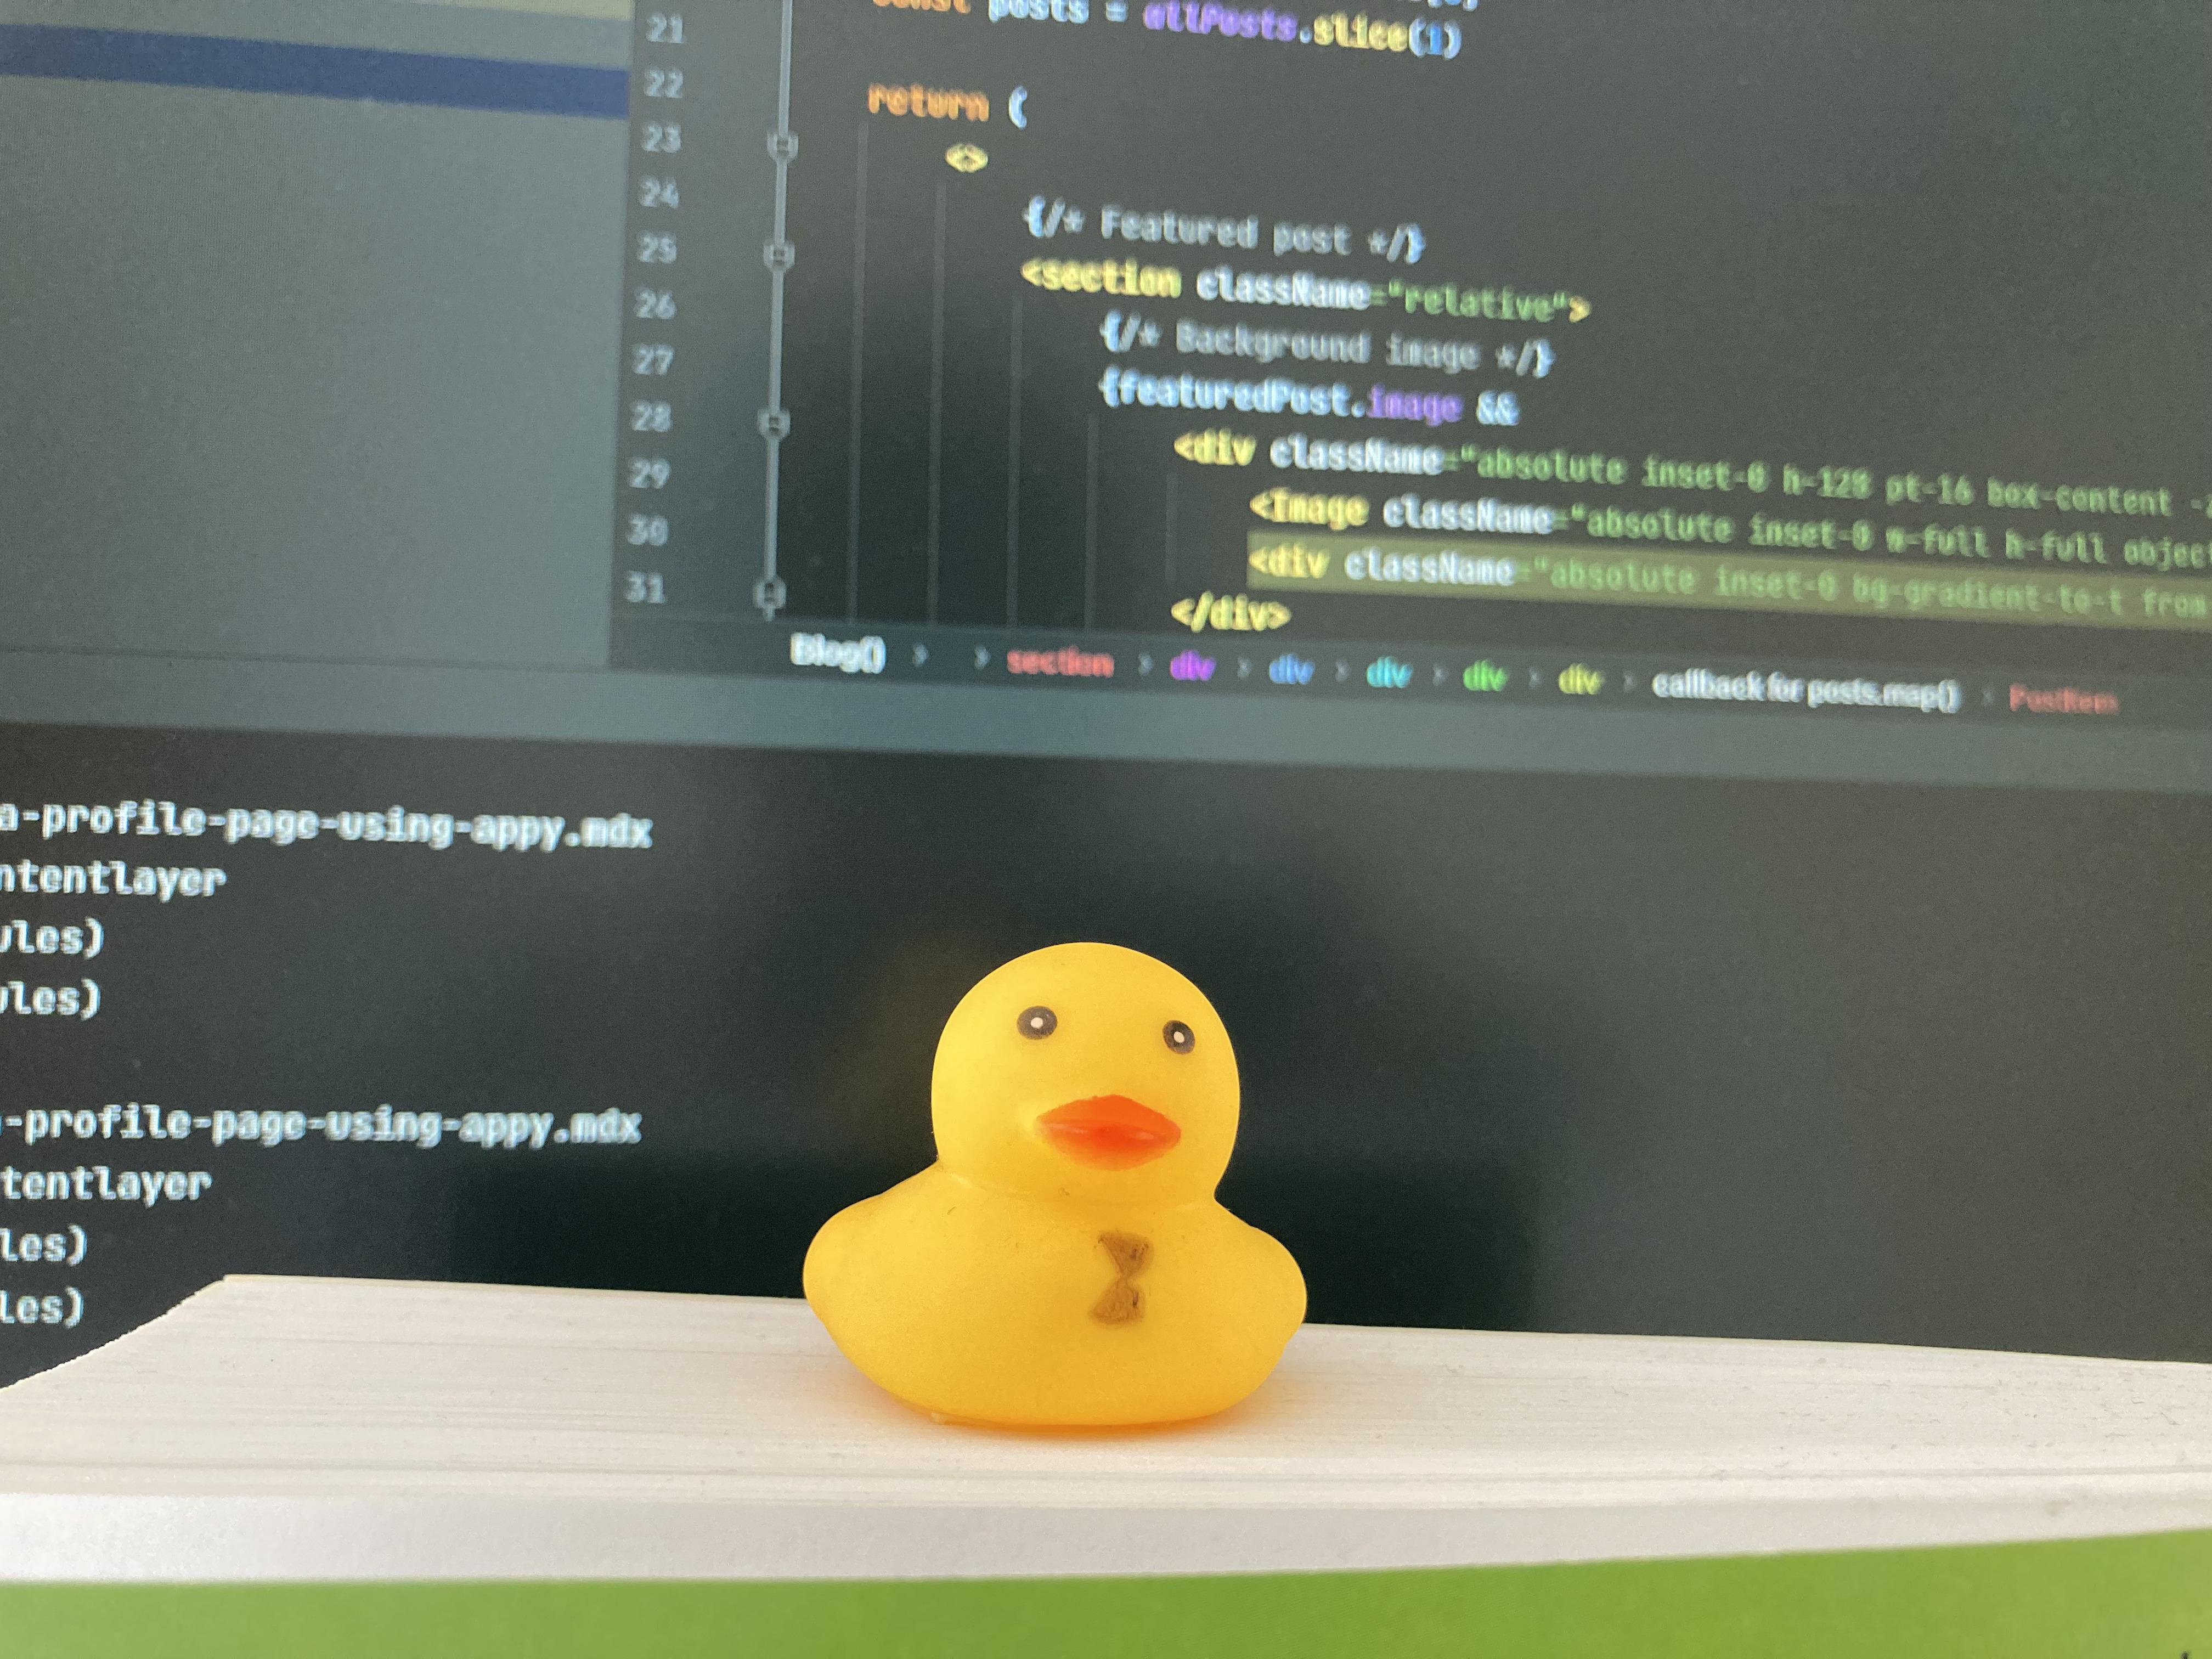 21
const posts = allPosts.slice(1)
22
return (
23
<>
24
{/* Featured post */}
25
<section className="relative">
26
{/* Background image */}
27
{featuredPost.image &&
28
<div className="absolute inset-0 h-128 pt-16 box-content
29
<Image className="absolute inset-0 w-full h-full
30
<div className="absolute inset-0 bg-gradient-to-t from
31
</div>
Blog() > > section > div > div > div > div > div > callback for posts.map() > PostItem
a-profile-page-using-appy.mdx
ntentlayer
ules)
ules)
-profile-page-using-appy.mdx
tentlayer
les)
les)